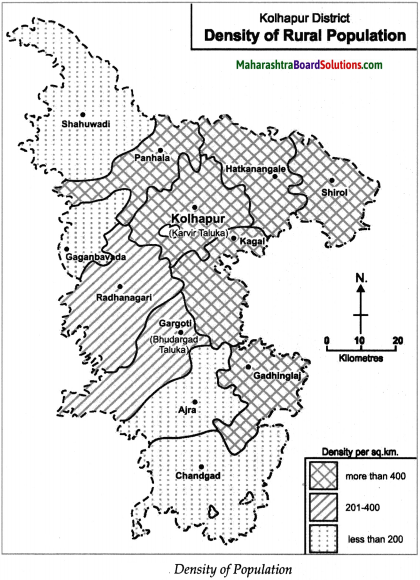 Kolhapur District
Density of Rural Population
MaharashtraBoardSolutions.com
Shahuwadi
Panhala
Hatkanangale
Shirol
Kolhapur
(Karvir Taluka)
Kagal
Gaganbavada
Radhanagari
Gargoti
(Bhudargad
Taluka)
N.
0 10 20
Kilometres
Gadhinglaj
Ajra
Chandgad
Density per sq.km.
more than 400
201-400
less than 200
Density of Population